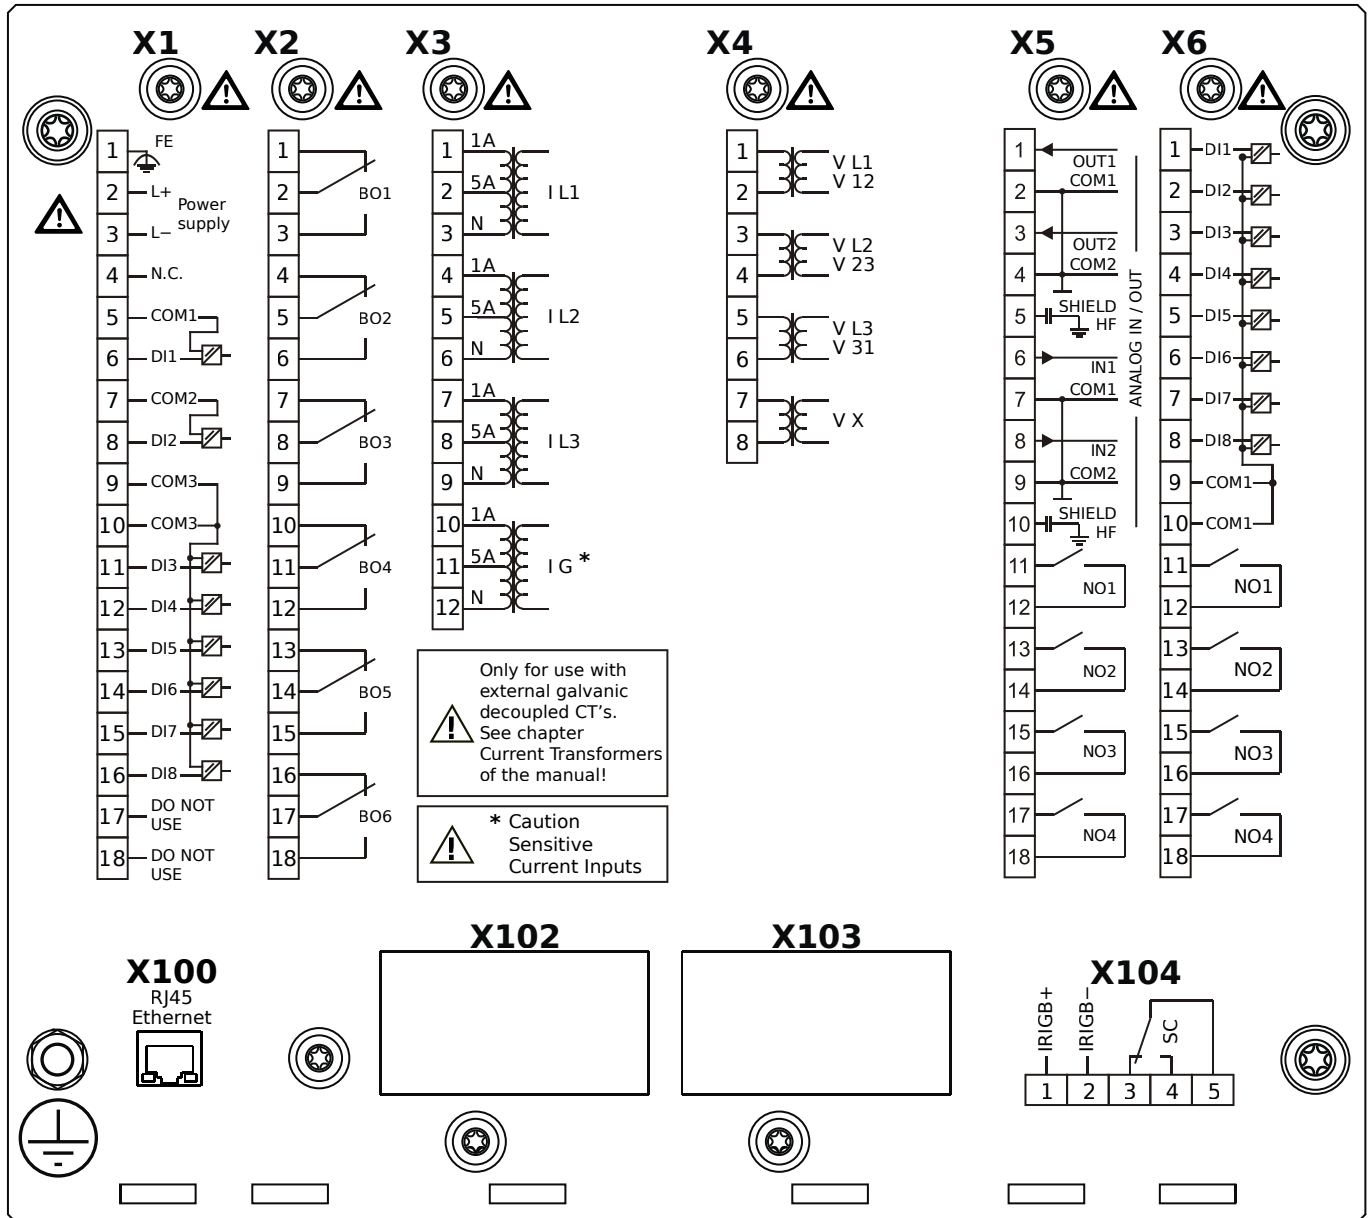 X1
X2
X3
X4
X5
X6
1 FE
2 L+
Power
supply
3 L−
4 N.C.
5 COM1
6 DI1
7 COM2
8 DI2
9 COM3
10 COM3
11 DI3
12 DI4
13 DI5
14 DI6
15 DI7
16 DI8
17 DO NOT
USE
18 DO NOT
USE
1
2 BO1
3
4
5 BO2
6
7
8 BO3
9
10
11 BO4
12
13
14 BO5
15
16
17 BO6
18
1 1A
2 5A I L1
3 N
4 1A
5 5A I L2
6 N
7 1A
8 5A I L3
9 N
10 1A
11 5A I G *
12 N
Only for use with
external galvanic
decoupled CT's.
See chapter
Current Transformers
of the manual!
* Caution
Sensitive
Current Inputs
1 V L1
2 V 12
3 V L2
4 V 23
5 V L3
6 V 31
7 V X
8
1 OUT1
2 COM1
3 OUT2
4 COM2
5 SHIELD
HF
6 IN1
7 COM1
8 IN2
9 COM2
10 SHIELD
HF
ANALOG IN / OUT
11
12 NO1
13
14 NO2
15
16 NO3
17
18 NO4
1 DI1
2 DI2
3 DI3
4 DI4
5 DI5
6 DI6
7 DI7
8 DI8
9 COM1
10 COM1
11
12 NO1
13
14 NO2
15
16 NO3
17
18 NO4
X100
RJ45
Ethernet
X102
X103
X104
IRIGB+
IRIGB−
SC
1 2 3 4 5